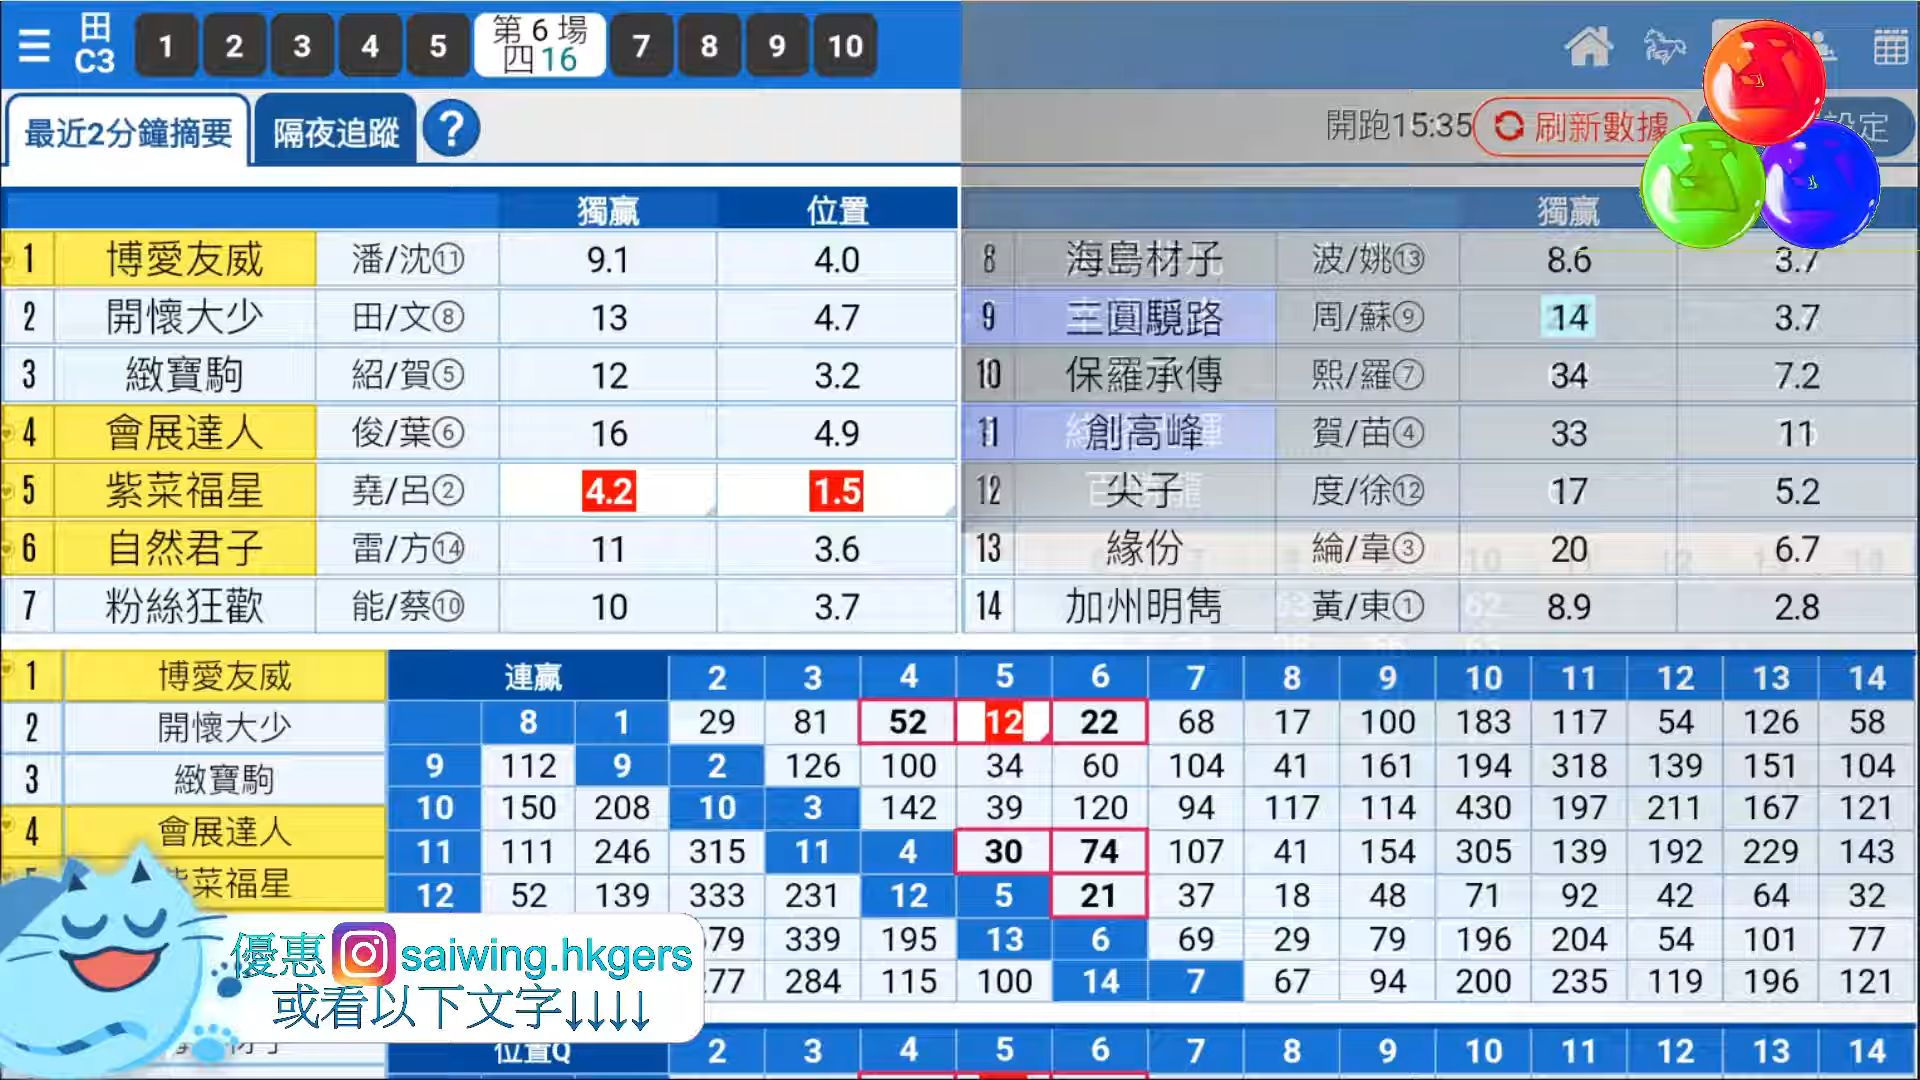 田 C3 1 2 3 4 5 第 6 場 四16 7 8 9 10
最近2分鐘摘要 隔夜追蹤 ? 開跑15:35 刷新數據 設定
獨贏 位置 獨贏
1 博愛友威 潘/沈⑪ 9.1 4.0
2 開懷大少 田/文⑧ 13 4.7
3 緻寶駒 紹/賀⑤ 12 3.2
4 會展達人 俊/葉⑥ 16 4.9
5 紫菜福星 堯/呂② 4.2 1.5
6 自然君子 雷/方⑭ 11 3.6
7 粉絲狂歡 能/蔡⑩ 10 3.7
8 海島材子 波/姚⑬ 8.6 3.7
9 三圓驍路 周/蘇⑨ 14 3.7
10 保羅承傳 熙/羅⑦ 34 7.2
11 創高峰 賀/苗④ 33 11
12 尖子 度/徐⑫ 17 5.2
13 緣份 綸/韋③ 20 6.7
14 加州明雋 黃/東① 8.9 2.8
1 博愛友威
2 開懷大少
3 緻寶駒
4 會展達人
菜福星
連贏 2 3 4 5 6 7 8 9 10 11 12 13 14
8 1 29 81 52 12 22 68 17 100 183 117 54 126 58
9 112 9 2 126 100 34 60 104 41 161 194 318 139 151 104
10 150 208 10 3 142 39 120 94 117 114 430 197 211 167 121
11 111 246 315 11 4 30 74 107 41 154 305 139 192 229 143
12 52 139 333 231 12 5 21 37 18 48 71 92 42 64 32
79 339 195 13 6 69 29 79 196 204 54 101 77
277 284 115 100 14 7 67 94 200 235 119 196 121
優惠 saiwing.hkgers
或看以下文字↓↓↓↓
位置Q 2 3 4 5 6 7 8 9 10 11 12 13 14